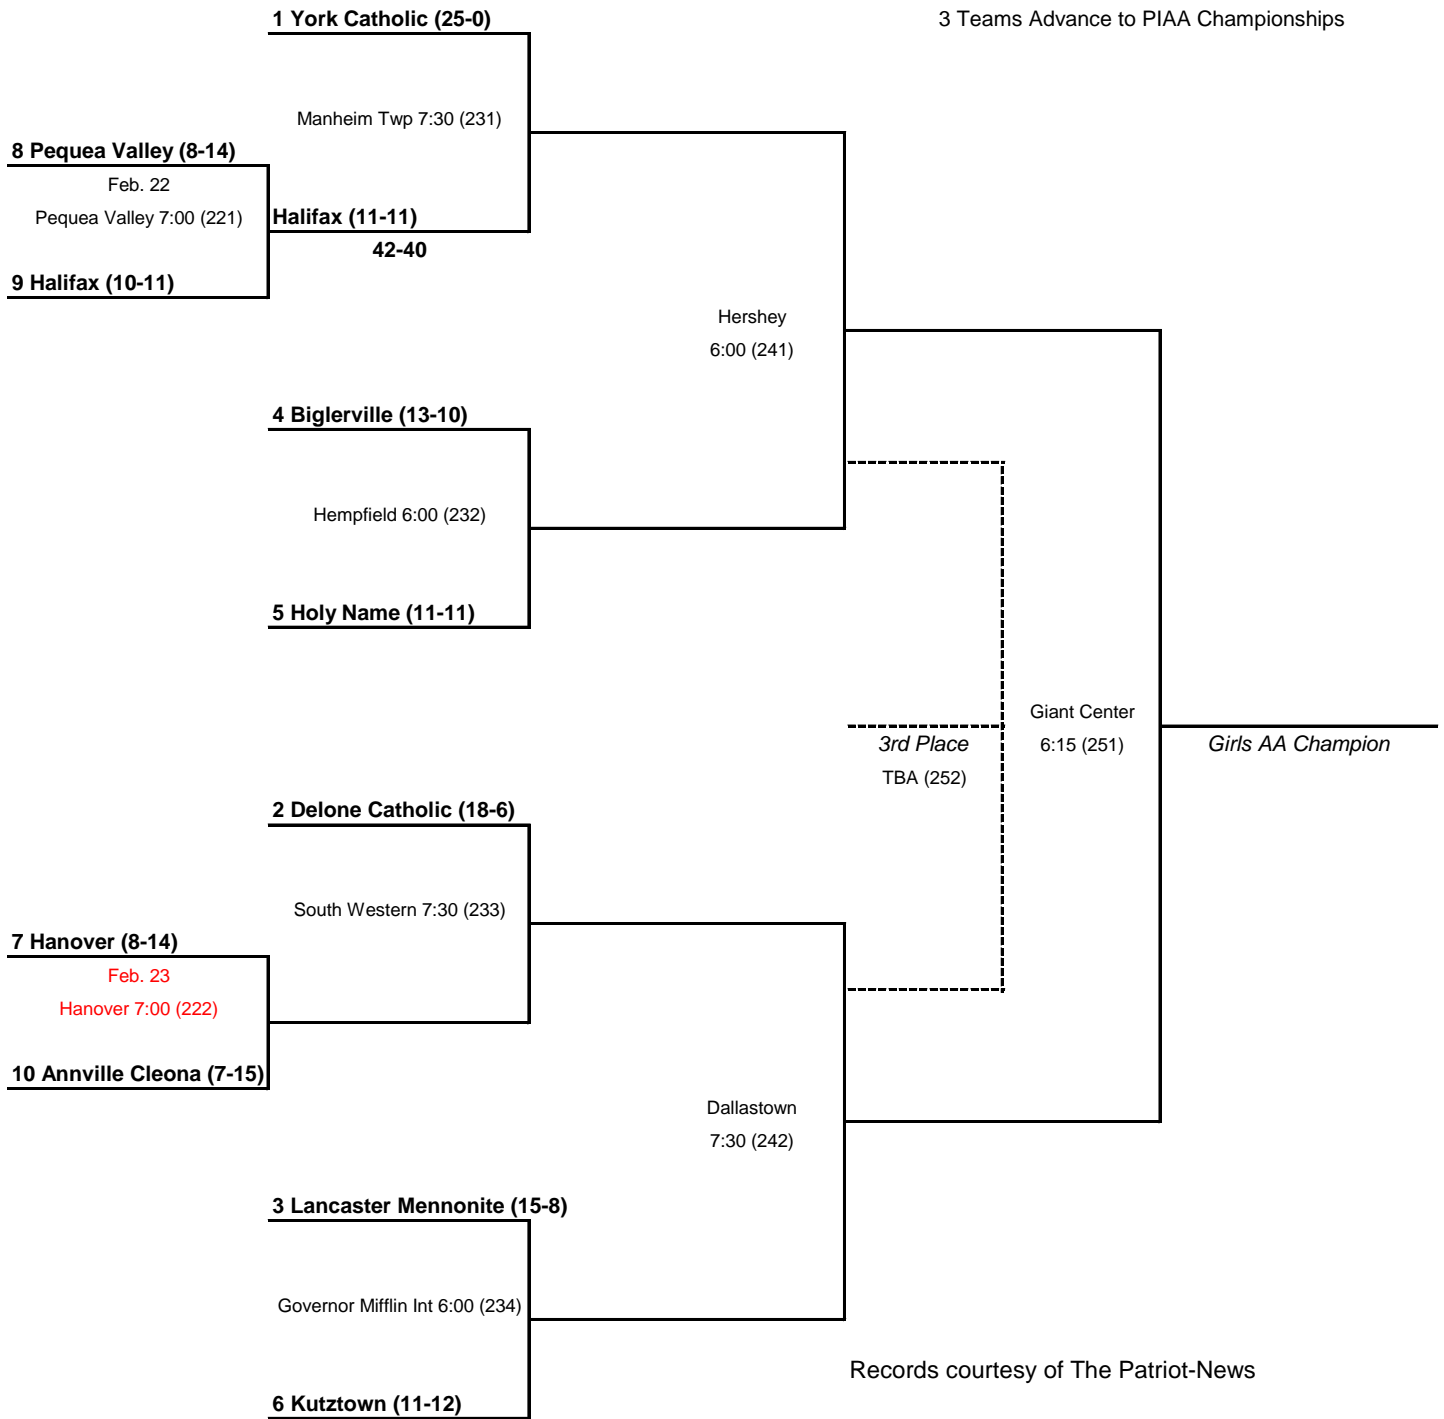 1 York Catholic (25-0)
3 Teams Advance to PIAA Championships
Manheim Twp 7:30 (231)
8 Pequea Valley (8-14)
Feb. 22
Pequea Valley 7:00 (221)
Halifax (11-11)
42-40
9 Halifax (10-11)
Hershey
6:00 (241)
4 Biglerville (13-10)
Hempfield 6:00 (232)
5 Holy Name (11-11)
Giant Center
6:15 (251)
3rd Place
TBA (252)
Girls AA Champion
2 Delone Catholic (18-6)
South Western 7:30 (233)
7 Hanover (8-14)
Feb. 23
Hanover 7:00 (222)
10 Annville Cleona (7-15)
Dallastown
7:30 (242)
3 Lancaster Mennonite (15-8)
Governor Mifflin Int 6:00 (234)
Records courtesy of The Patriot-News
6 Kutztown (11-12)